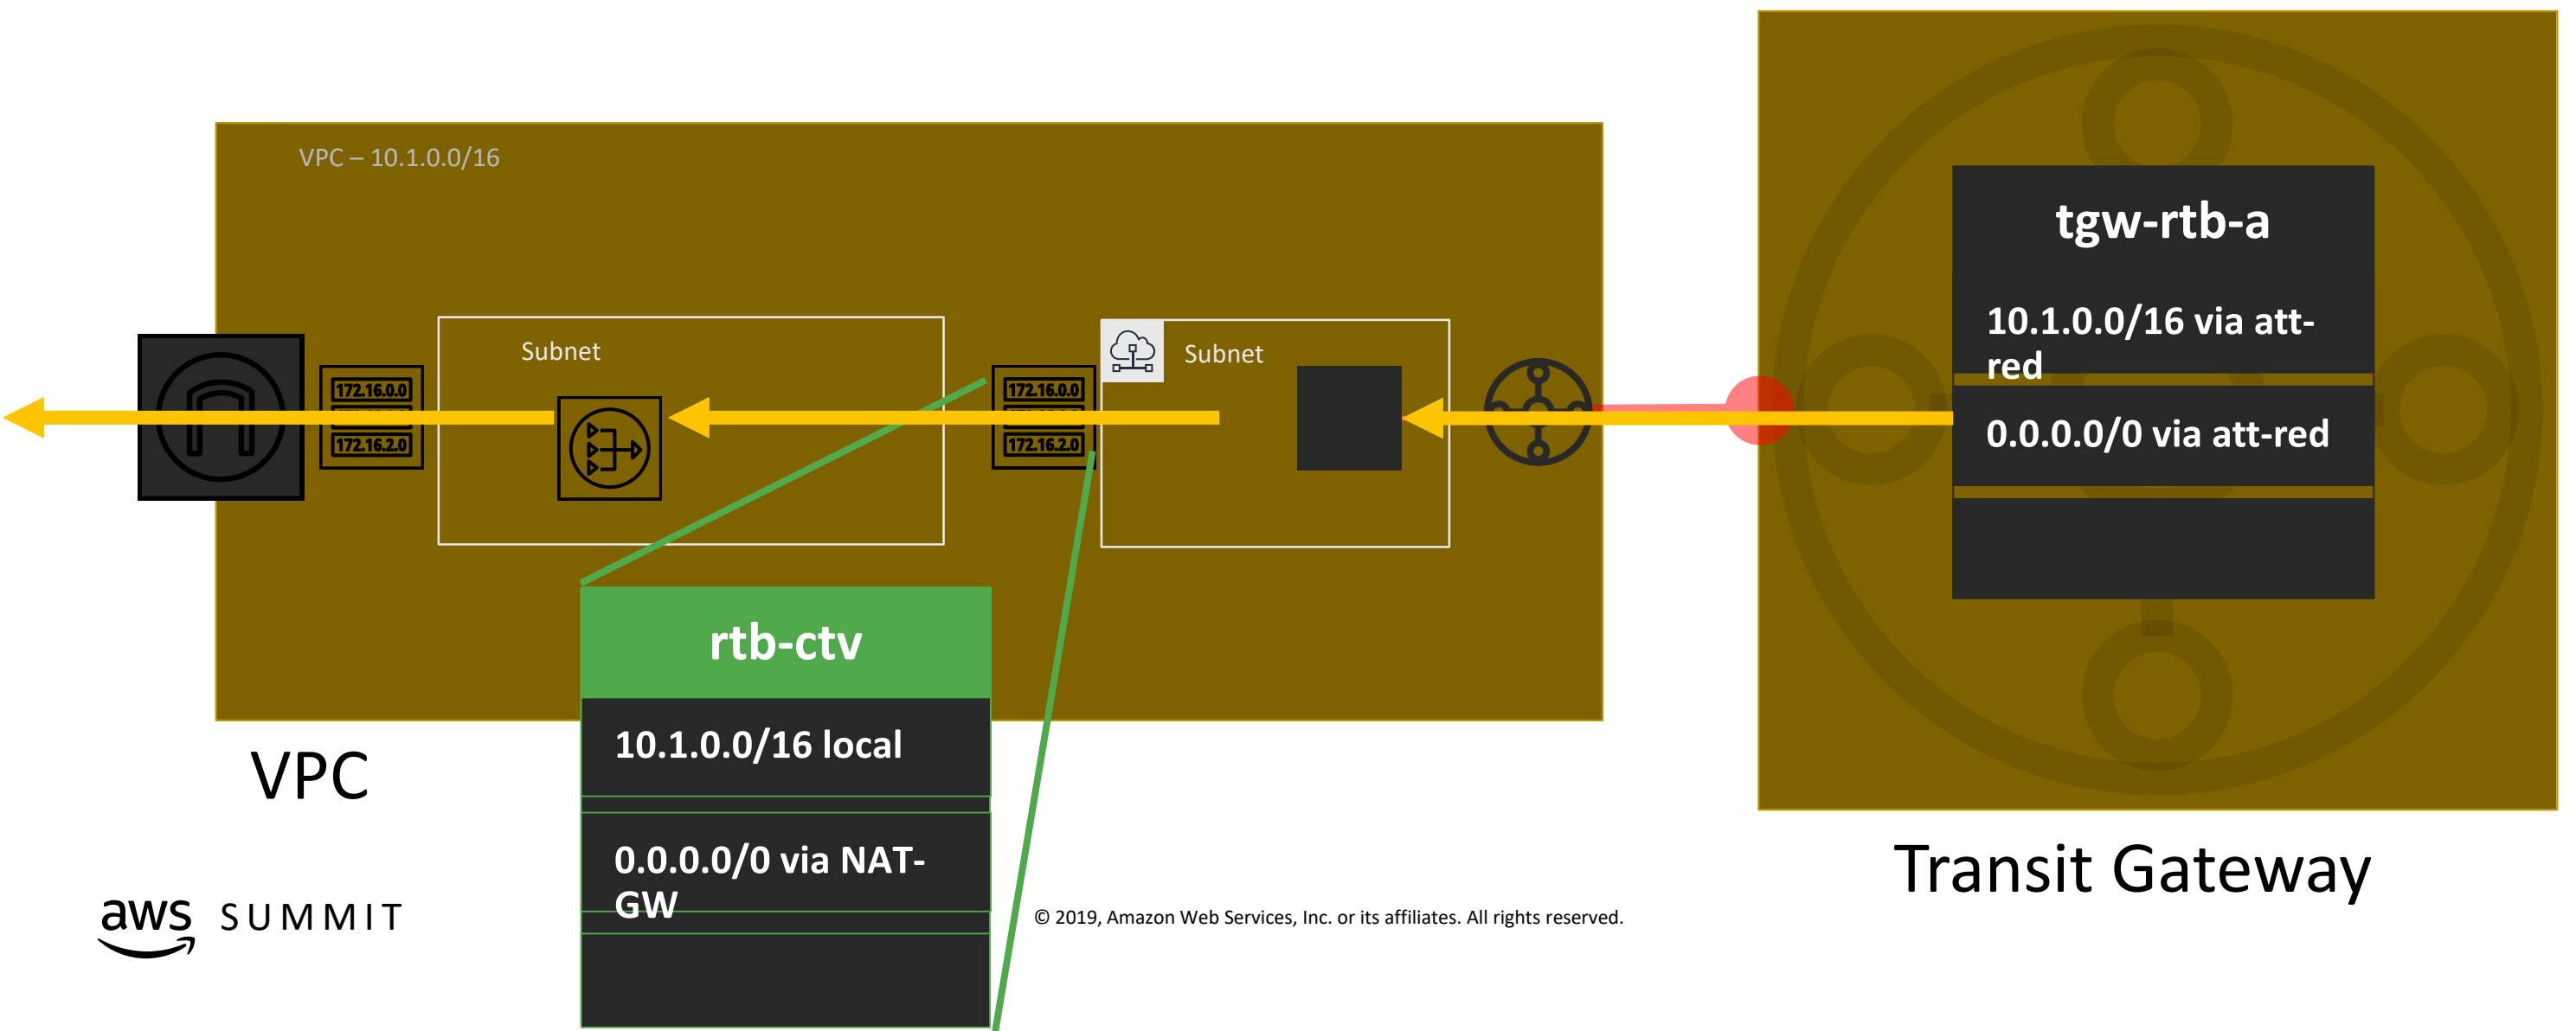 VPC – 10.1.0.0/16
tgw-rtb-a
10.1.0.0/16 via att-
red
0.0.0.0/0 via att-red
Subnet
Subnet
172.16.0.0
172.16.2.0
172.16.0.0
172.16.2.0
rtb-ctv
10.1.0.0/16 local
0.0.0.0/0 via NAT-
GW
VPC
Transit Gateway
aws SUMMIT
© 2019, Amazon Web Services, Inc. or its affiliates. All rights reserved.